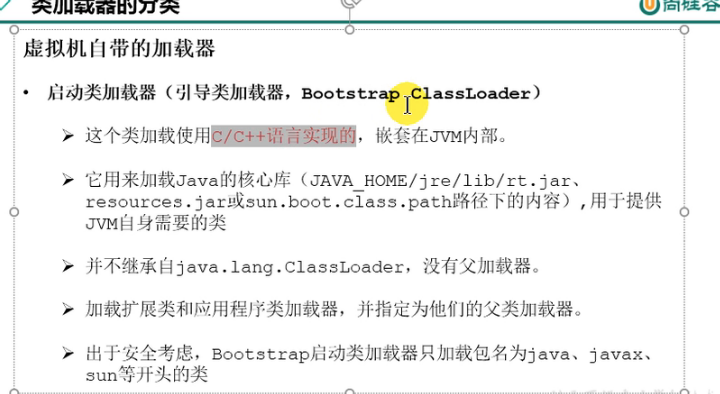 类加载器的分类
尚硅谷
虚拟机自带的加载器
• 启动类加载器（引导类加载器，Bootstrap ClassLoader）
➢ 这个类加载使用C/C++语言实现的，嵌套在JVM内部。
➢ 它用来加载Java的核心库（JAVA_HOME/jre/lib/rt.jar、
resources.jar或sun.boot.class.path路径下的内容）,用于提供
JVM自身需要的类
➢ 并不继承自java.lang.ClassLoader，没有父加载器。
➢ 加载扩展类和应用程序类加载器，并指定为他们的父类加载器。
➢ 出于安全考虑，Bootstrap启动类加载器只加载包名为java、javax、
sun等开头的类